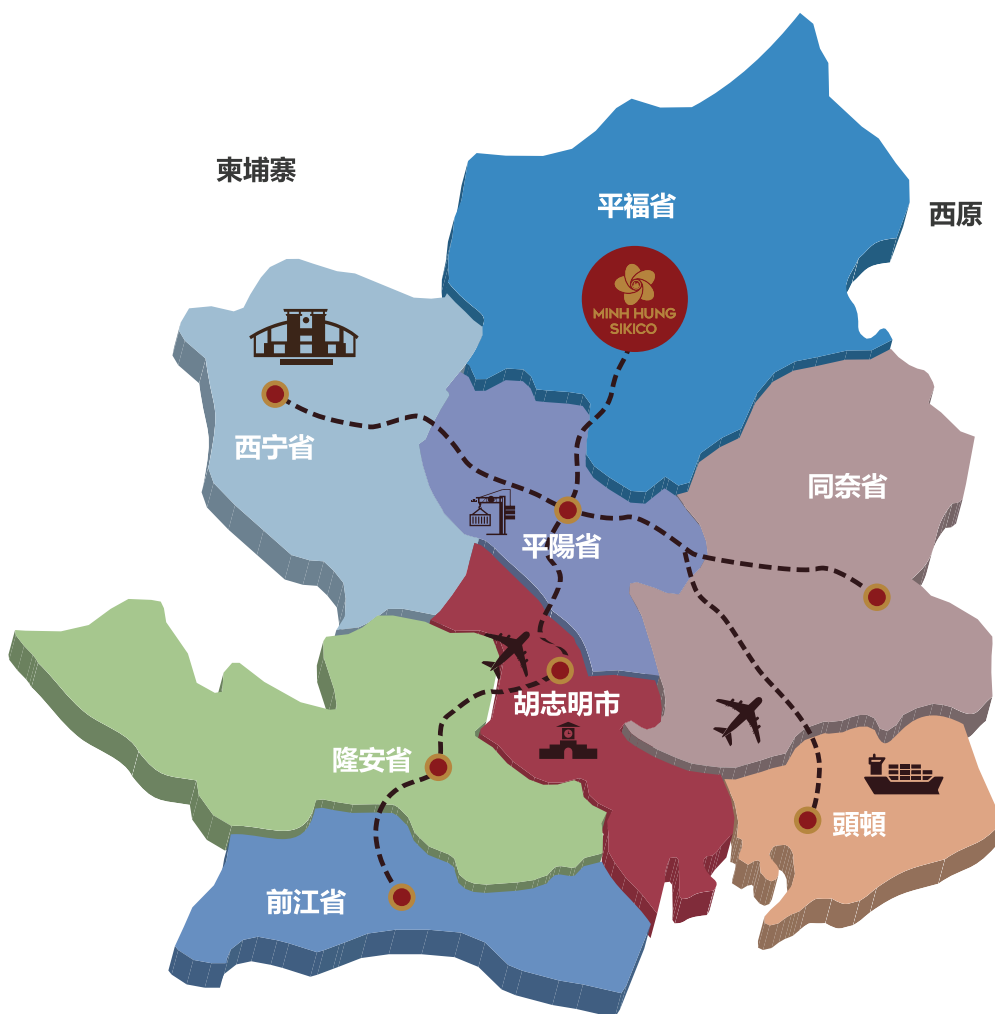 柬埔寨
平福省
西原
MINH HUNG
SIKICO
西宁省
同奈省
平陽省
胡志明市
隆安省
頭頓
前江省